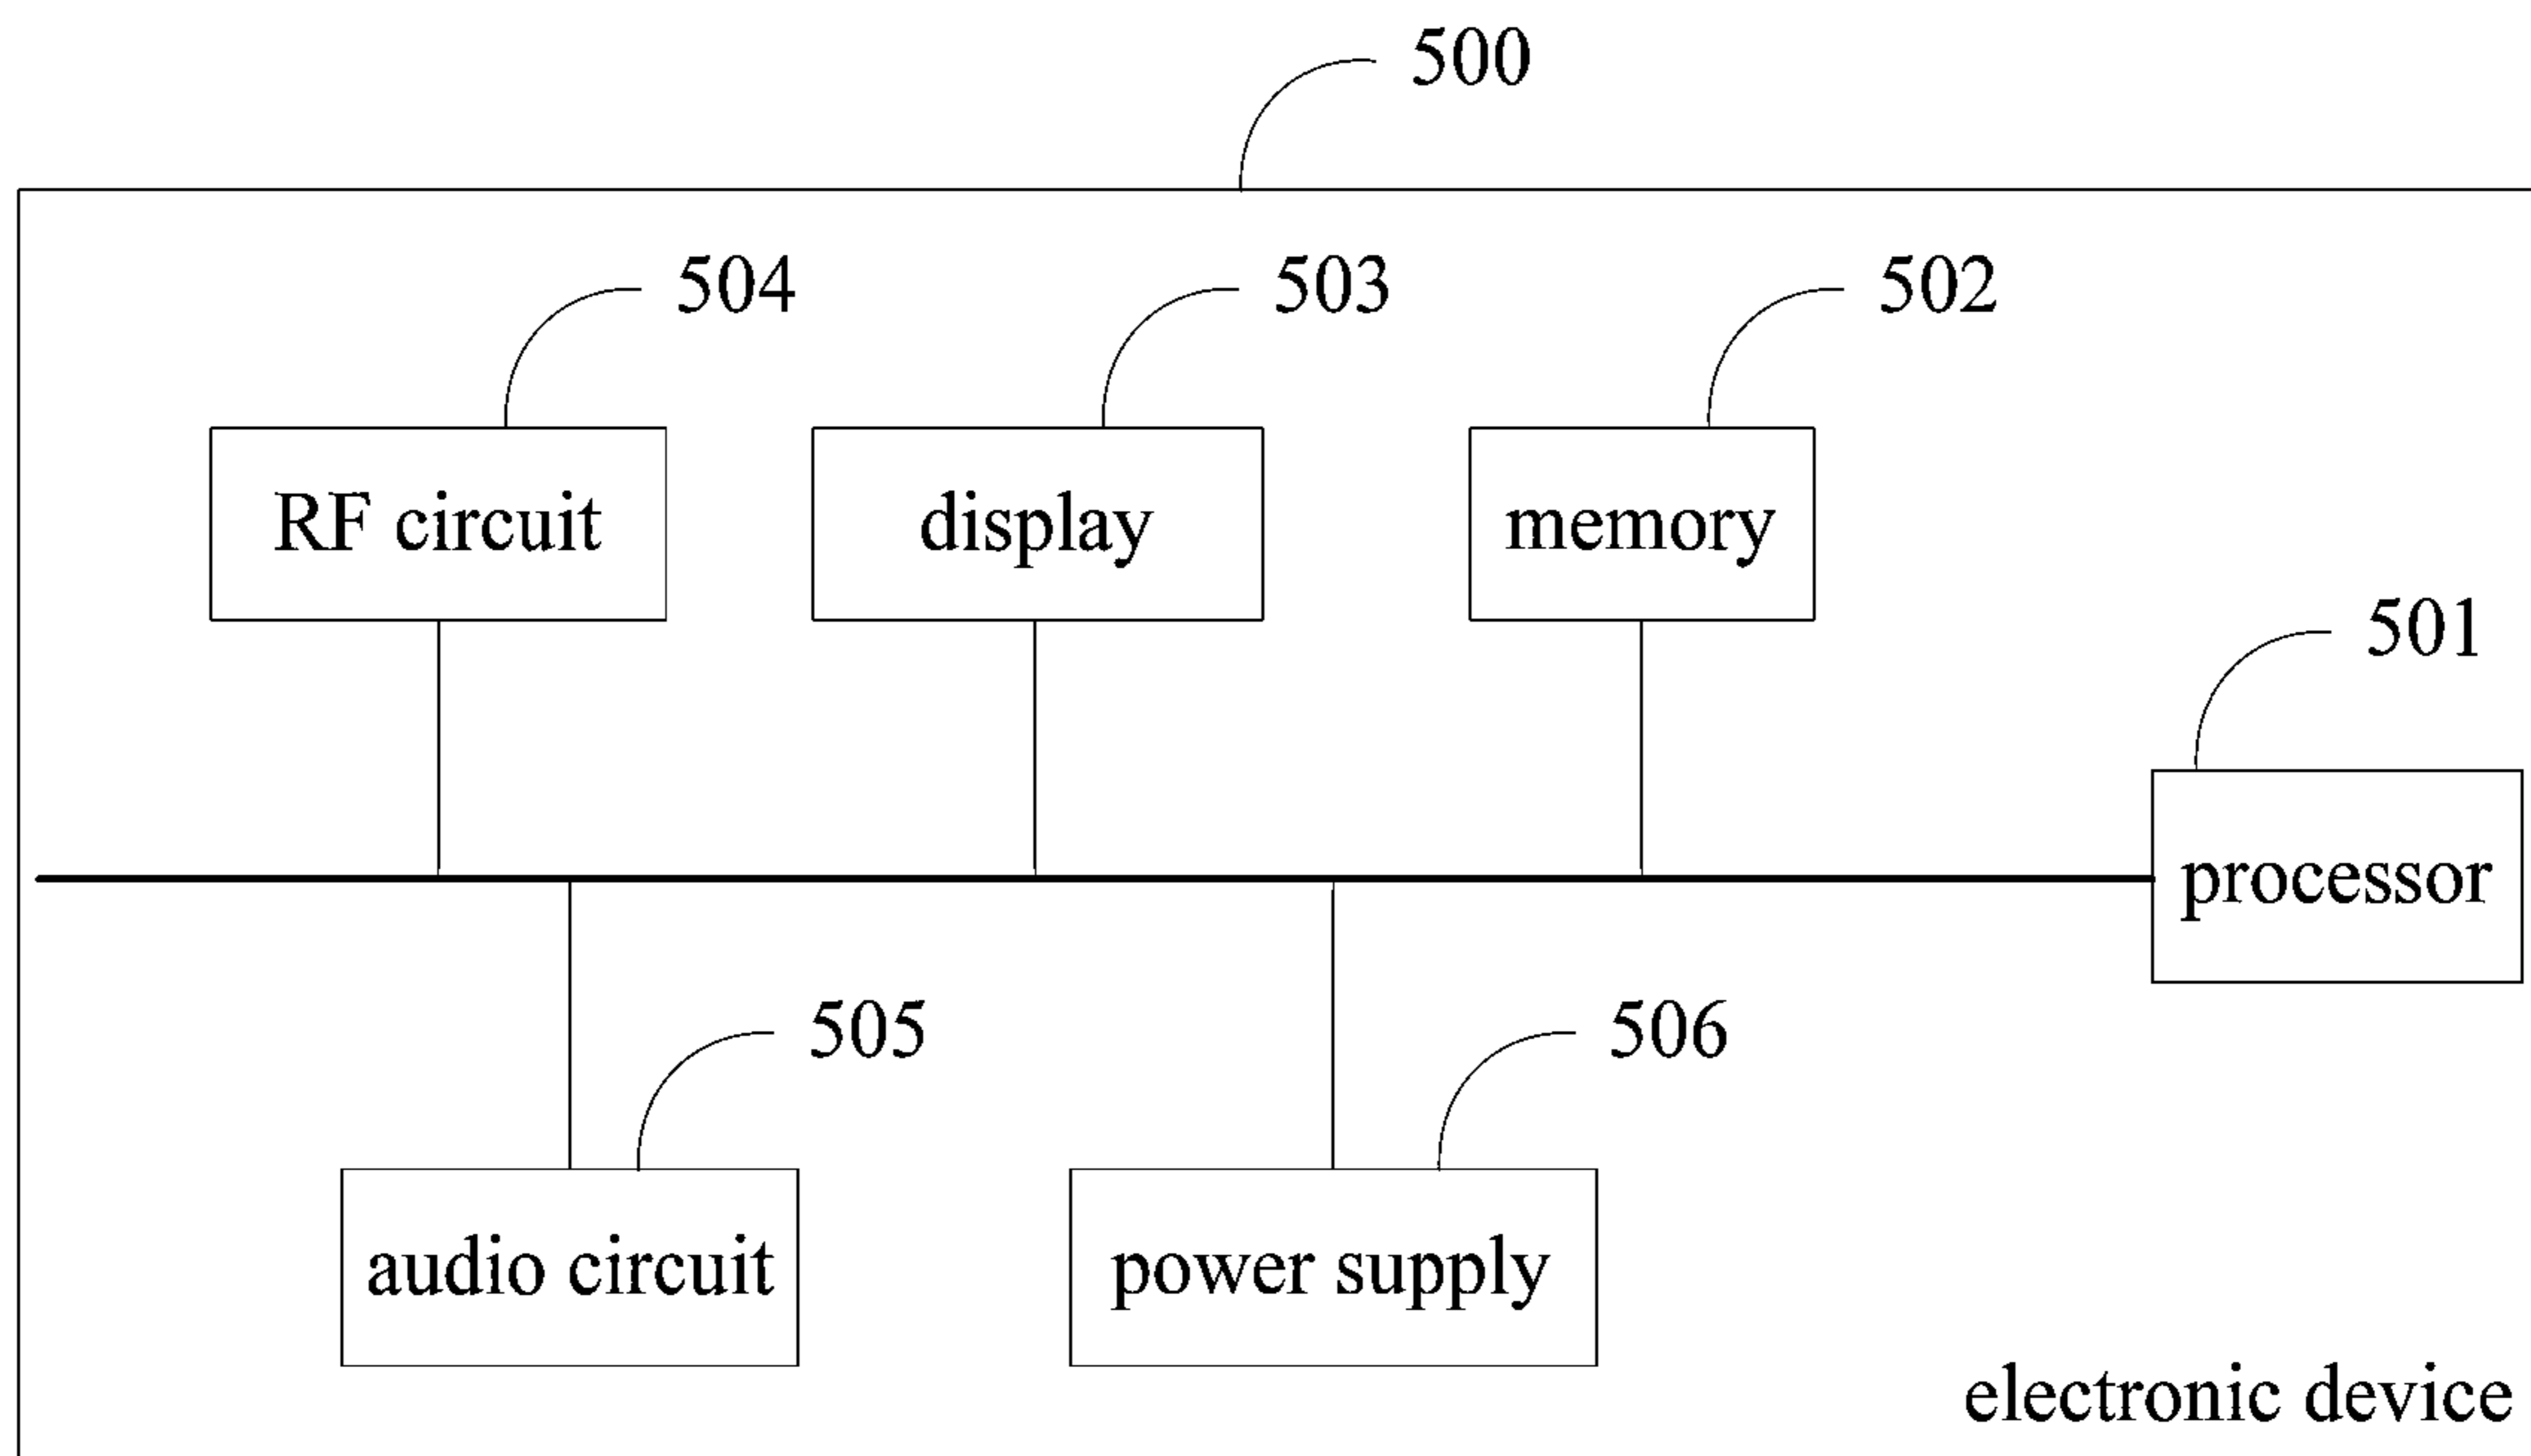 500
504
503
502
RF circuit
display
memory
501
processor
505
506
audio circuit
power supply
electronic device